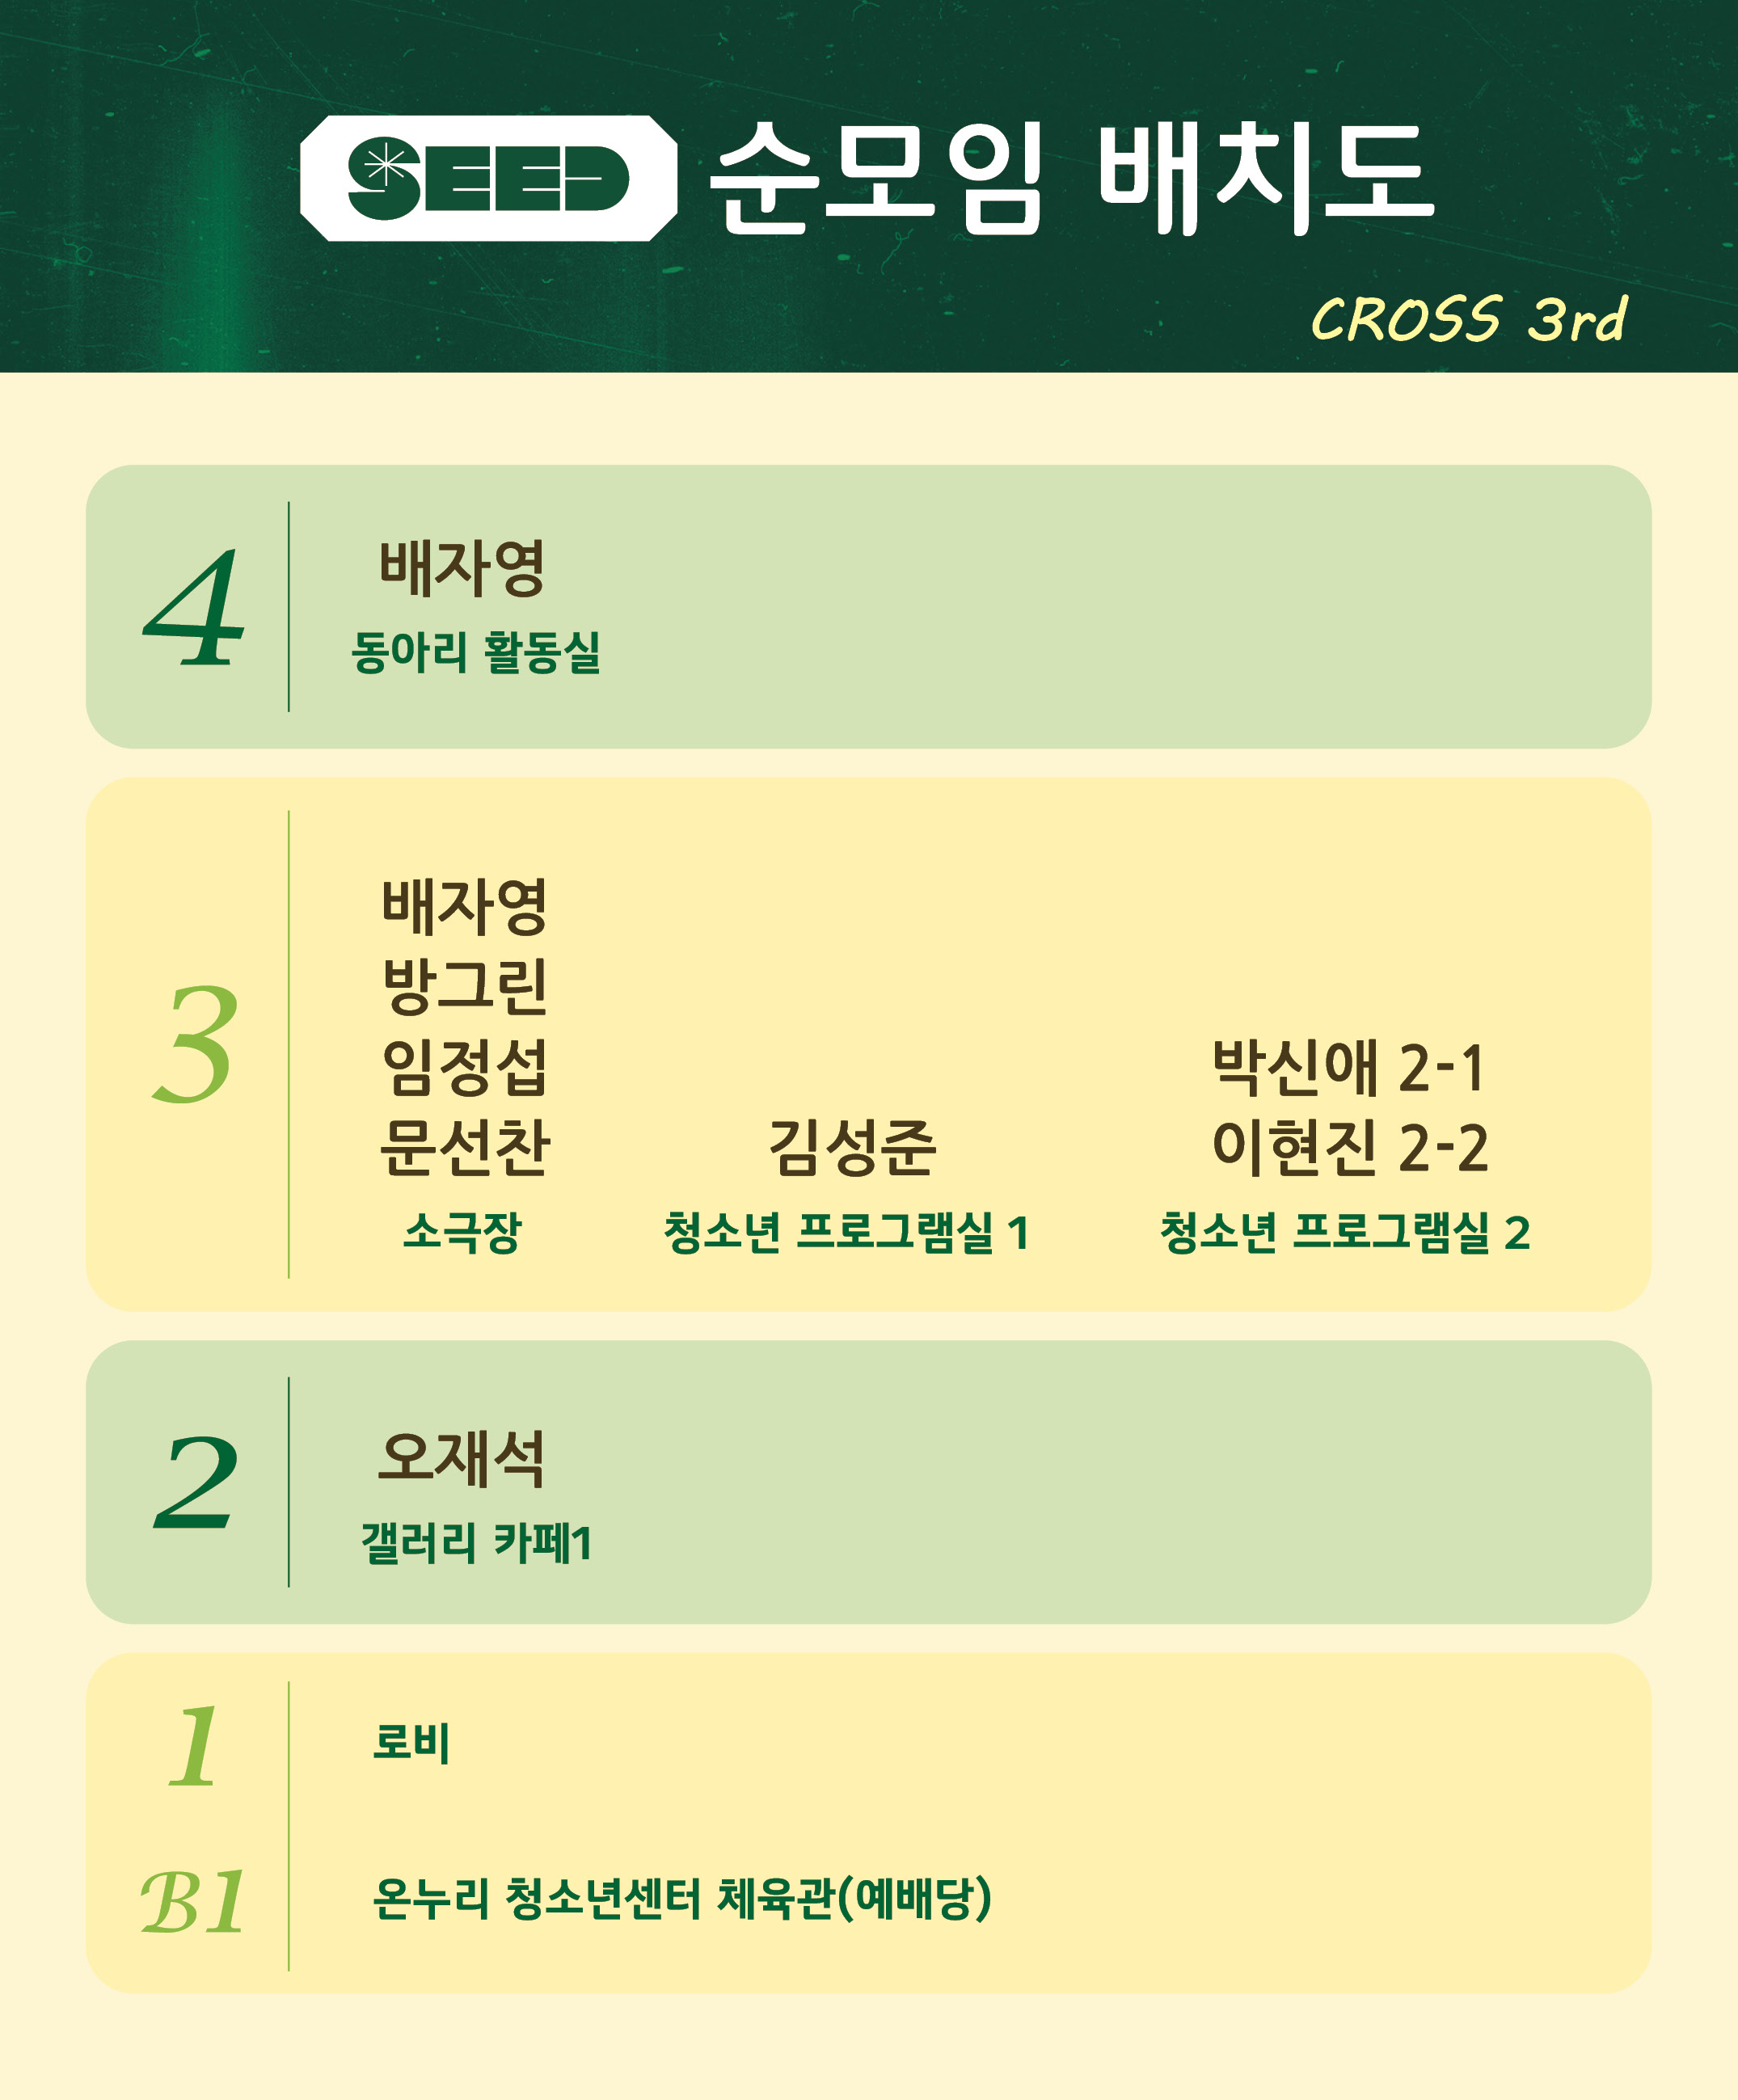 SEED 순모임 배치도
CROSS 3rd
4
배자영
동아리 활동실
3
배자영
방그린
임정섭
문선찬
소극장
김성준
청소년 프로그램실 1
박신애 2-1
이현진 2-2
청소년 프로그램실 2
2
오재석
갤러리 카페1
1
로비
B1
온누리 청소년센터 체육관(예배당)